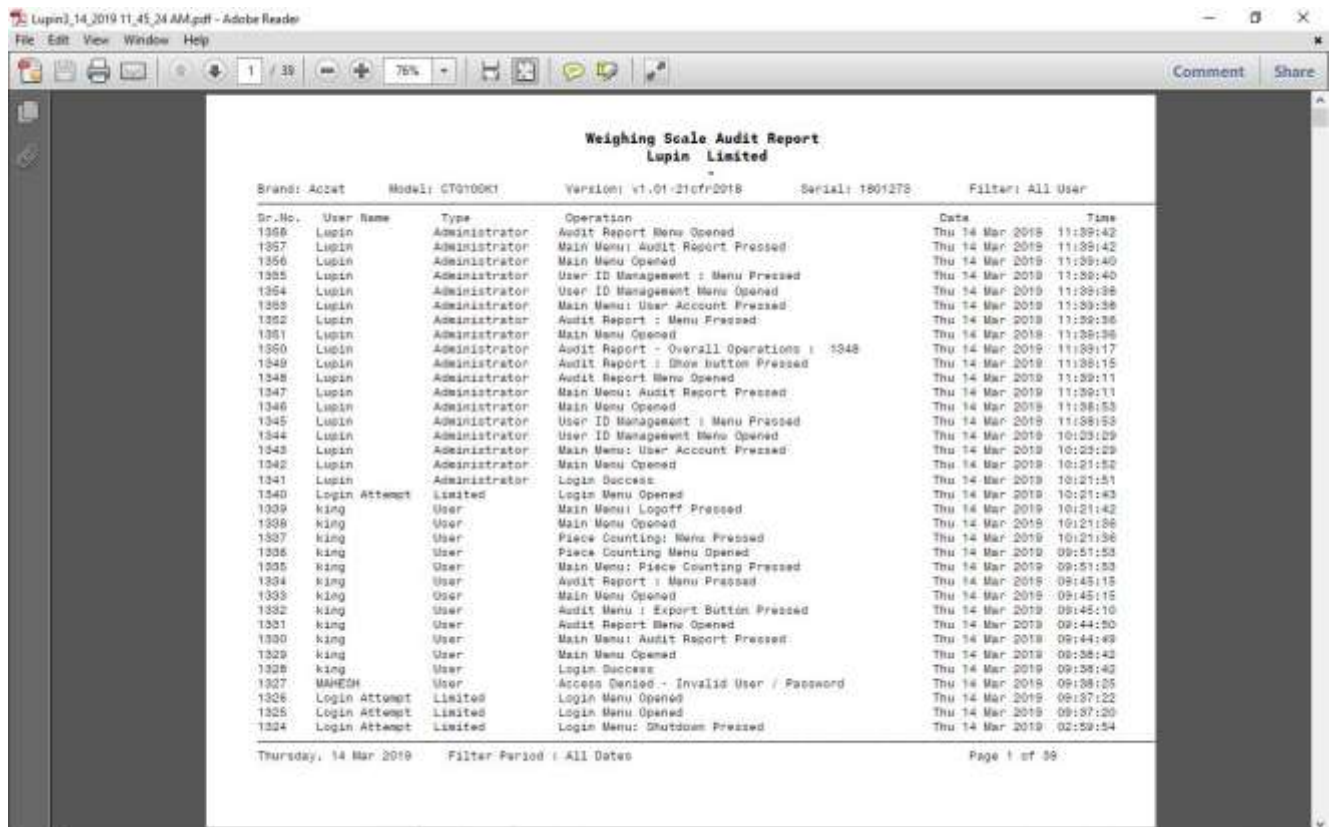 Lupin3_14_2019 11_45_24 AM.pdf - Adobe Reader
File Edit View Window Help
1 / 39 76% Comment Share
Weighing Scale Audit Report
Lupin Limited
-
Brand: Aczet Model: CTG100K1 Version: v1.01-21cfr2018 Serial: 1801273 Filter: All User
Sr.No. User Name Type Operation Date Time
1358 Lupin Administrator Audit Report Menu Opened Thu 14 Mar 2019 11:39:42
1357 Lupin Administrator Main Menu: Audit Report Pressed Thu 14 Mar 2019 11:39:42
1356 Lupin Administrator Main Menu Opened Thu 14 Mar 2019 11:39:40
1355 Lupin Administrator User ID Management : Menu Pressed Thu 14 Mar 2019 11:39:40
1354 Lupin Administrator User ID Management Menu Opened Thu 14 Mar 2019 11:39:38
1353 Lupin Administrator Main Menu: User Account Pressed Thu 14 Mar 2019 11:39:38
1352 Lupin Administrator Audit Report : Menu Pressed Thu 14 Mar 2019 11:39:36
1351 Lupin Administrator Main Menu Opened Thu 14 Mar 2019 11:39:36
1350 Lupin Administrator Audit Report - Overall Operations : 1348 Thu 14 Mar 2019 11:39:17
1349 Lupin Administrator Audit Report : Show button Pressed Thu 14 Mar 2019
1348 Lupin Administrator Audit Report Menu Opened Thu 14 Mar 2019 11:39:11
1347 Lupin Administrator Main Menu: Audit Report Pressed Thu 14 Mar 2019 11:39:11
1346 Lupin Administrator Main Menu Opened Thu 14 Mar 2019 11:38:53
1345 Lupin Administrator User ID Management : Menu Pressed Thu 14 Mar 2019 11:38:53
1344 Lupin Administrator User ID Management Menu Opened Thu 14 Mar 2019 10:23:29
1343 Lupin Administrator Main Menu: User Account Pressed Thu 14 Mar 2019 10:23:29
1342 Lupin Administrator Main Menu Opened Thu 14 Mar 2019 10:21:52
1341 Lupin Administrator Login Success Thu 14 Mar 2019 10:21:51
1340 Login Attempt Limited Login Menu Opened Thu 14 Mar 2019 10:21:43
1339 king User Main Menu: Logoff Pressed Thu 14 Mar 2019 10:21:42
1338 king User Main Menu Opened Thu 14 Mar 2019 10:21:36
1337 king User Piece Counting: Menu Pressed Thu 14 Mar 2019 10:21:36
1336 king User Piece Counting Menu Opened Thu 14 Mar 2019 09:51:53
1335 king User Main Menu: Piece Counting Pressed Thu 14 Mar 2019 09:51:53
1334 king User Audit Report : Menu Pressed Thu 14 Mar 2019 09:45:15
1333 king User Main Menu Opened Thu 14 Mar 2019 09:45:15
1332 king User Audit Menu : Export Button Pressed Thu 14 Mar 2019 09:45:10
1331 king User Audit Report Menu Opened Thu 14 Mar 2019 09:44:50
1330 king User Main Menu: Audit Report Pressed Thu 14 Mar 2019 09:44:49
1329 king User Main Menu Opened Thu 14 Mar 2019 09:38:42
1328 king User Login Success Thu 14 Mar 2019 09:38:42
1327 MAHESH User Access Denied - Invalid User / Password Thu 14 Mar 2019 09:38:25
1326 Login Attempt Limited Login Menu Opened Thu 14 Mar 2019 09:37:22
1325 Login Attempt Limited Login Menu Opened Thu 14 Mar 2019 09:37:20
1324 Login Attempt Limited Login Menu: Shutdown Pressed Thu 14 Mar 2019 02:59:54
Thursday, 14 Mar 2019 Filter Period : All Dates Page 1 of 39